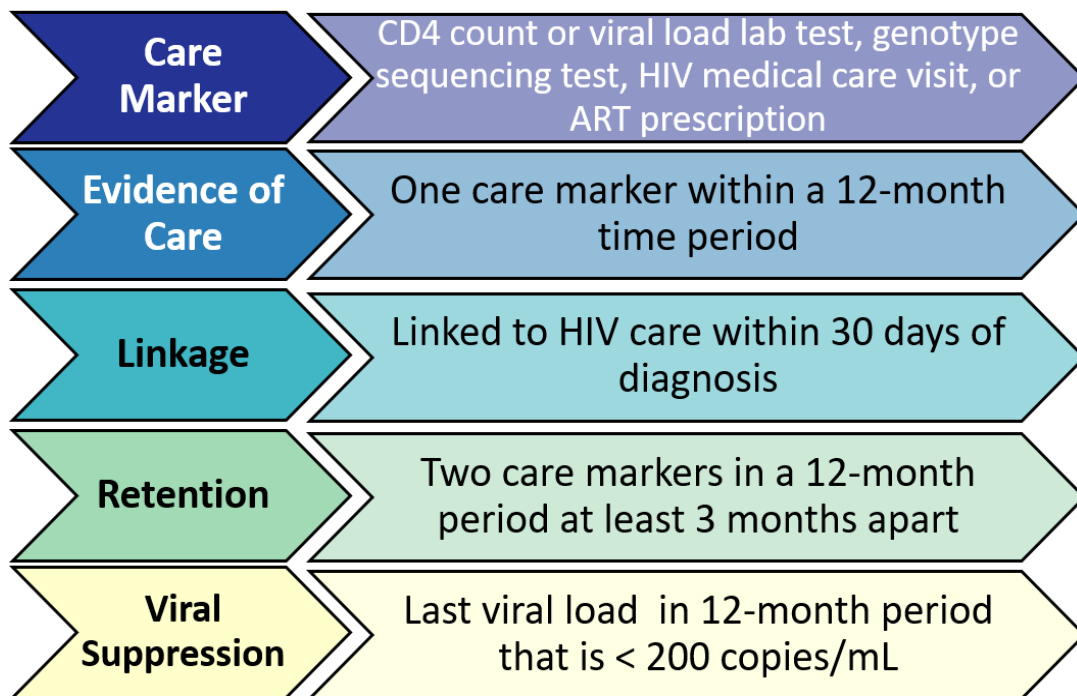 Care
Marker
CD4 count or viral load lab test, genotype
sequencing test, HIV medical care visit, or
ART prescription
Evidence of
Care
One care marker within a 12-month
time period
Linkage
Linked to HIV care within 30 days of
diagnosis
Retention
Two care markers in a 12-month
period at least 3 months apart
Viral
Suppression
Last viral load  in 12-month period
that is < 200 copies/mL